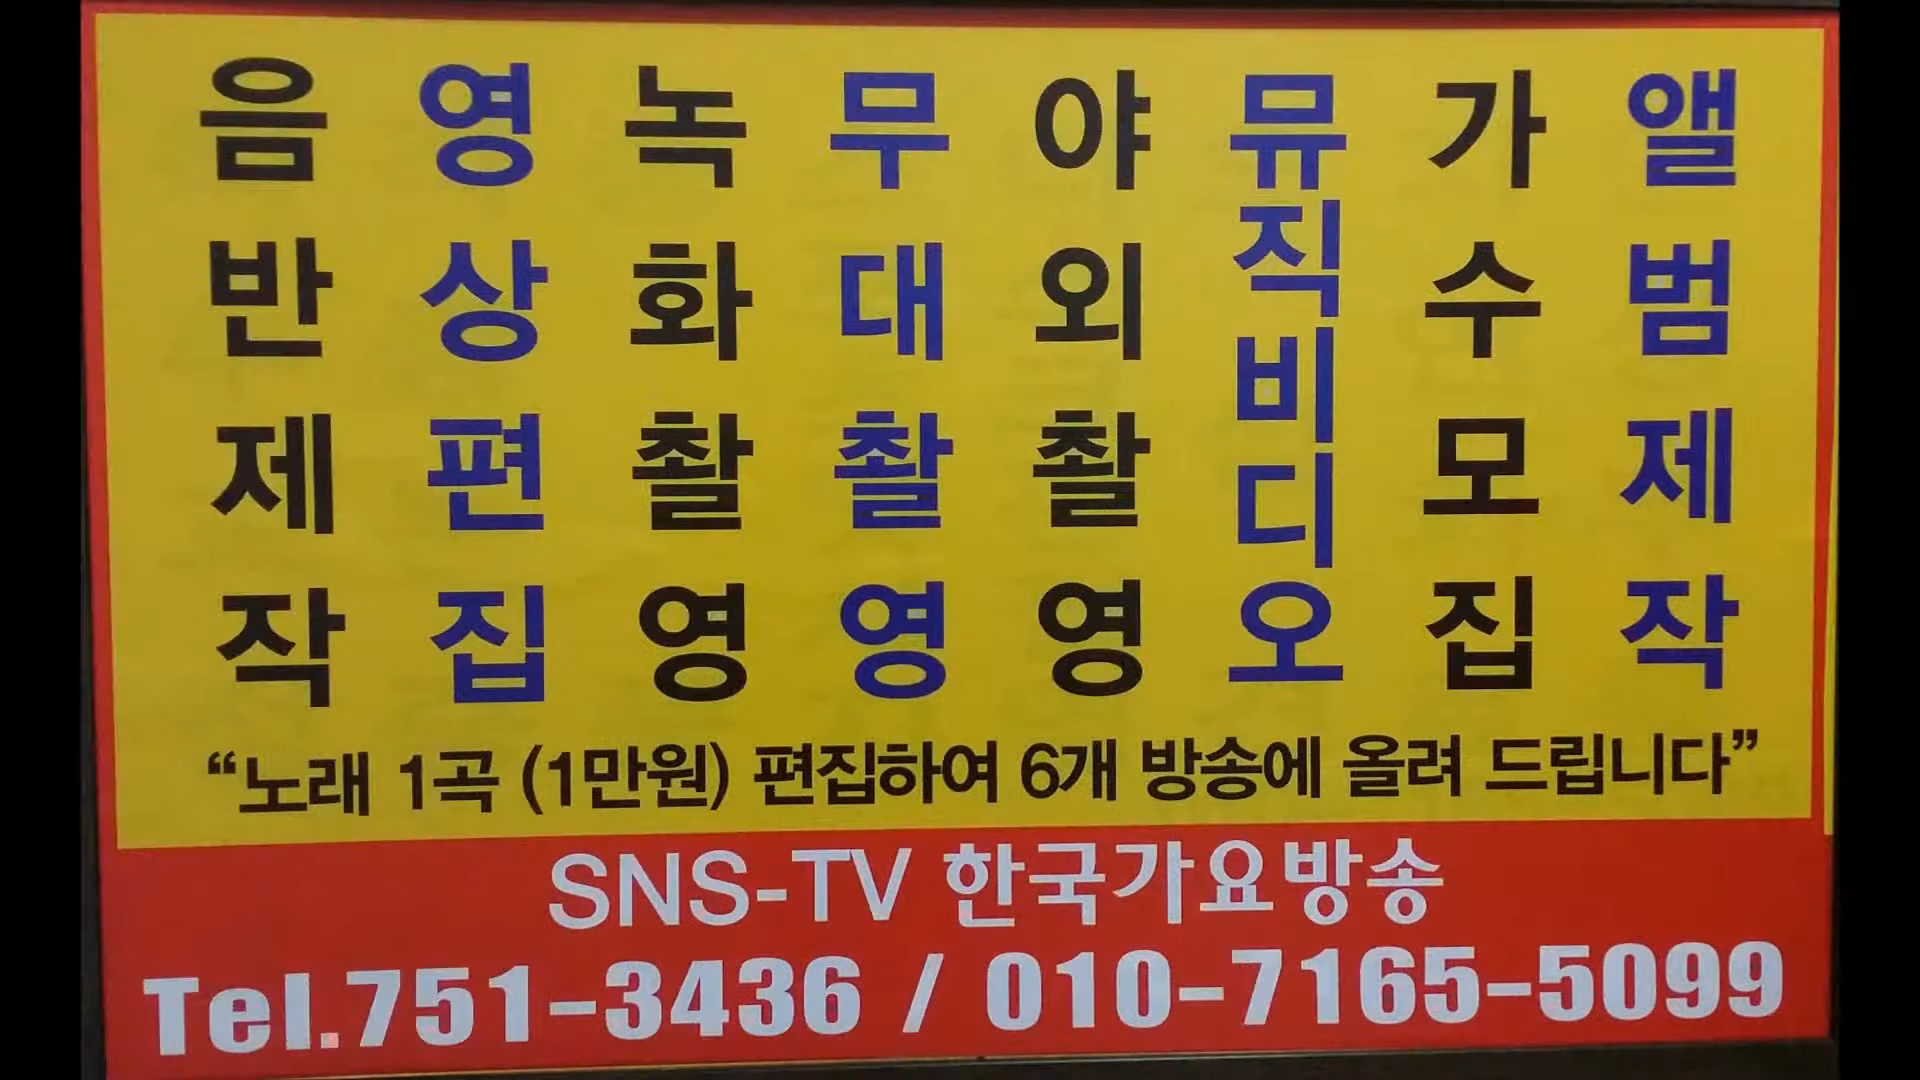 음반제작
영상편집
녹화촬영
무대촬영
야외촬영
뮤직비디오
가수모집
앨범제작
“노래 1곡 (1만원) 편집하여 6개 방송에 올려 드립니다”
SNS-TV 한국가요방송
Tel.751-3436 / 010-7165-5099